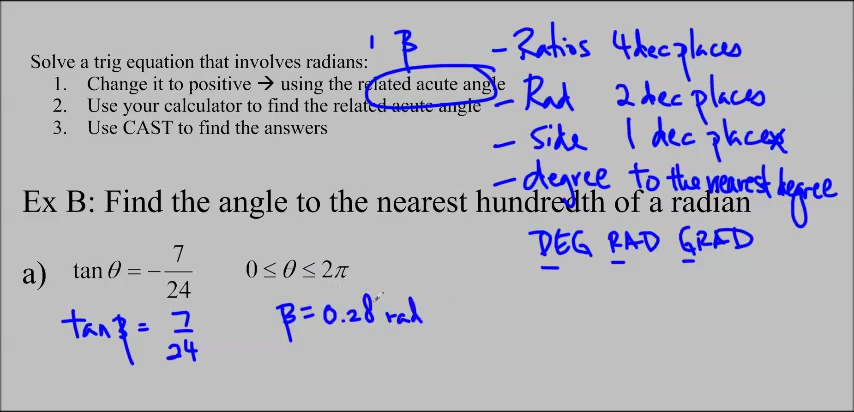 1 β
- Ratios 4 dec places
Solve a trig equation that involves radians:
1. Change it to positive → using the related acute angle
- Rad 2 dec places
2. Use your calculator to find the related acute angle
3. Use CAST to find the answers
- Side 1 dec places
- degree to the nearest degree
Ex B: Find the angle to the nearest hundredth of a radian
DEG RAD GRAD
a) tan θ = -7/24 0 ≤ θ ≤ 2π
tan β = 7/24 β = 0.28 rad